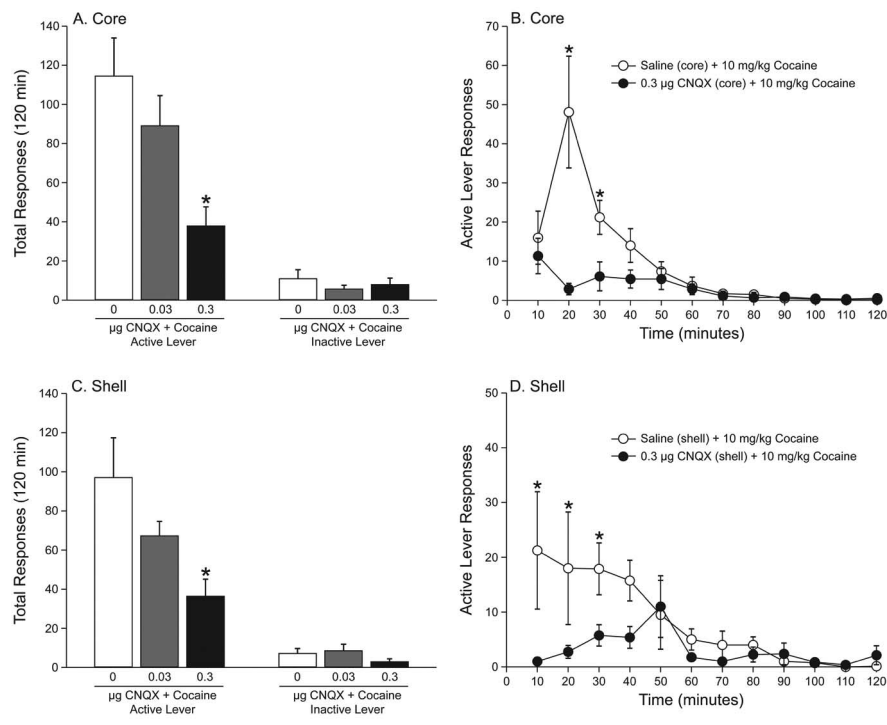 A. Core
Total Responses (120 min)
140
120
100
80
60
40
20
0
*
0 0.03 0.3 0 0.03 0.3
µg CNQX + Cocaine µg CNQX + Cocaine
Active Lever Inactive Lever
B. Core
Active Lever Responses
70
60
50
40
30
20
10
0
Saline (core) + 10 mg/kg Cocaine
0.3 µg CNQX (core) + 10 mg/kg Cocaine
*
*
10 20 30 40 50 60 70 80 90 100 110 120
Time (minutes)
C. Shell
Total Responses (120 min)
140
120
100
80
60
40
20
0
*
0 0.03 0.3 0 0.03 0.3
µg CNQX + Cocaine µg CNQX + Cocaine
Active Lever Inactive Lever
D. Shell
Active Lever Responses
50
40
30
20
10
0
Saline (shell) + 10 mg/kg Cocaine
0.3 µg CNQX (shell) + 10 mg/kg Cocaine
* * *
10 20 30 40 50 60 70 80 90 100 110 120
Time (minutes)